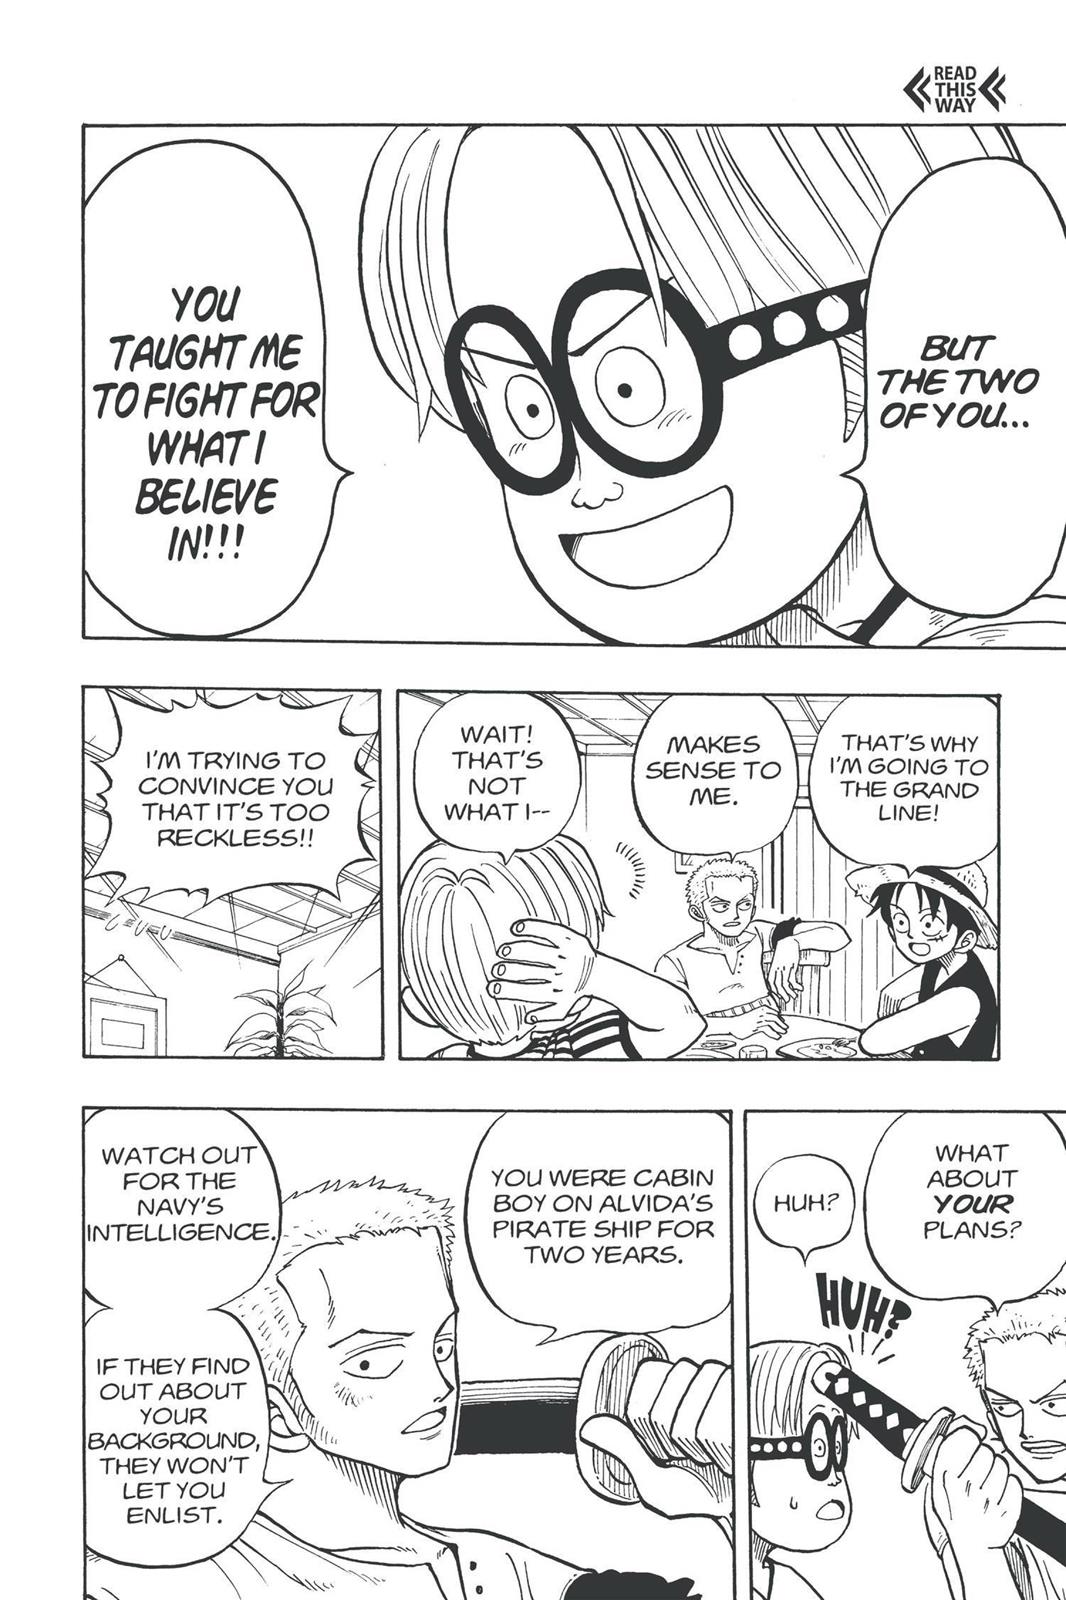 READ
THIS
WAY
BUT
THE TWO
OF YOU...
YOU
TAUGHT ME
TO FIGHT FOR
WHAT I
BELIEVE
IN!!!
THAT'S WHY
I'M GOING TO
THE GRAND
LINE!
MAKES
SENSE TO
ME.
WAIT!
THAT'S
NOT
WHAT I--
I'M TRYING TO
CONVINCE YOU
THAT IT'S TOO
RECKLESS!!
WHAT
ABOUT
YOUR
PLANS?
HUH?
HUH?
YOU WERE CABIN
BOY ON ALVIDA'S
PIRATE SHIP FOR
TWO YEARS.
WATCH OUT
FOR THE
NAVY'S
INTELLIGENCE.
IF THEY FIND
OUT ABOUT
YOUR
BACKGROUND,
THEY WON'T
LET YOU
ENLIST.